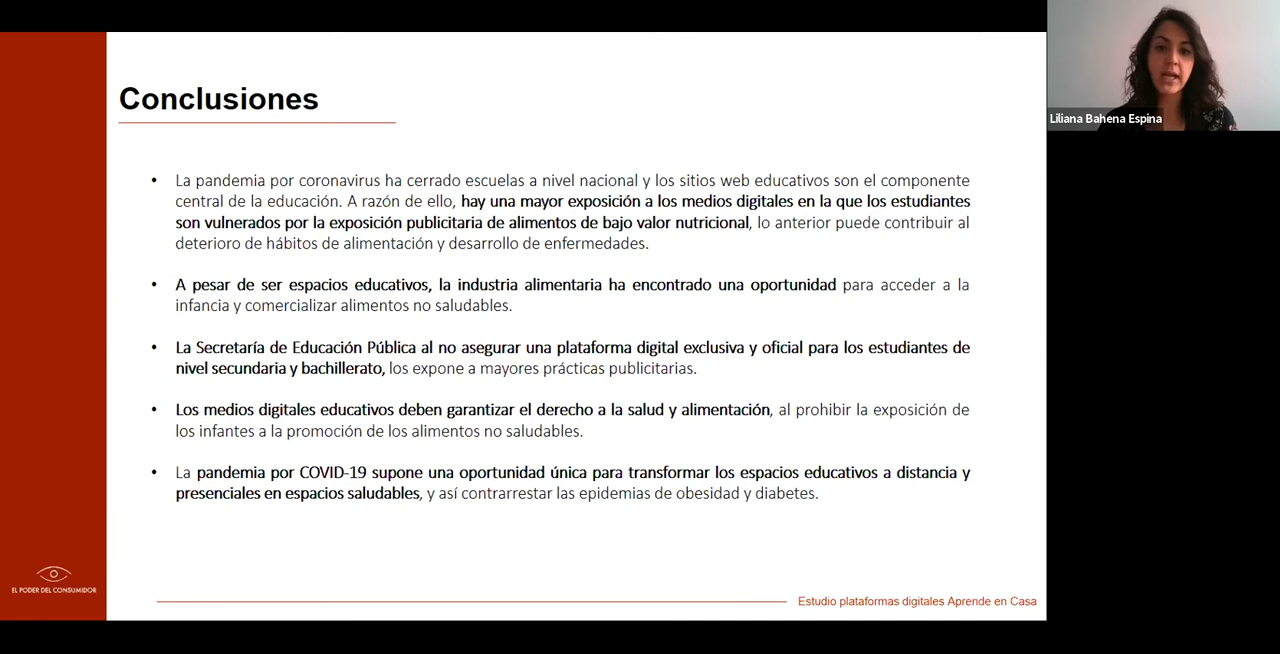 Conclusiones
• La pandemia por coronavirus ha cerrado escuelas a nivel nacional y los sitios web educativos son el componente
central de la educación. A razón de ello, hay una mayor exposición a los medios digitales en la que los estudiantes
son vulnerados por la exposición publicitaria de alimentos de bajo valor nutricional, lo anterior puede contribuir al
deterioro de hábitos de alimentación y desarrollo de enfermedades.
• A pesar de ser espacios educativos, la industria alimentaria ha encontrado una oportunidad para acceder a la
infancia y comercializar alimentos no saludables.
• La Secretaría de Educación Pública al no asegurar una plataforma digital exclusiva y oficial para los estudiantes de
nivel secundaria y bachillerato, los expone a mayores prácticas publicitarias.
• Los medios digitales educativos deben garantizar el derecho a la salud y alimentación, al prohibir la exposición de
los infantes a la promoción de los alimentos no saludables.
• La pandemia por COVID-19 supone una oportunidad única para transformar los espacios educativos a distancia y
presenciales en espacios saludables, y así contrarrestar las epidemias de obesidad y diabetes.
EL PODER DEL CONSUMIDOR
Estudio plataformas digitales Aprende en Casa
Liliana Bahena Espina